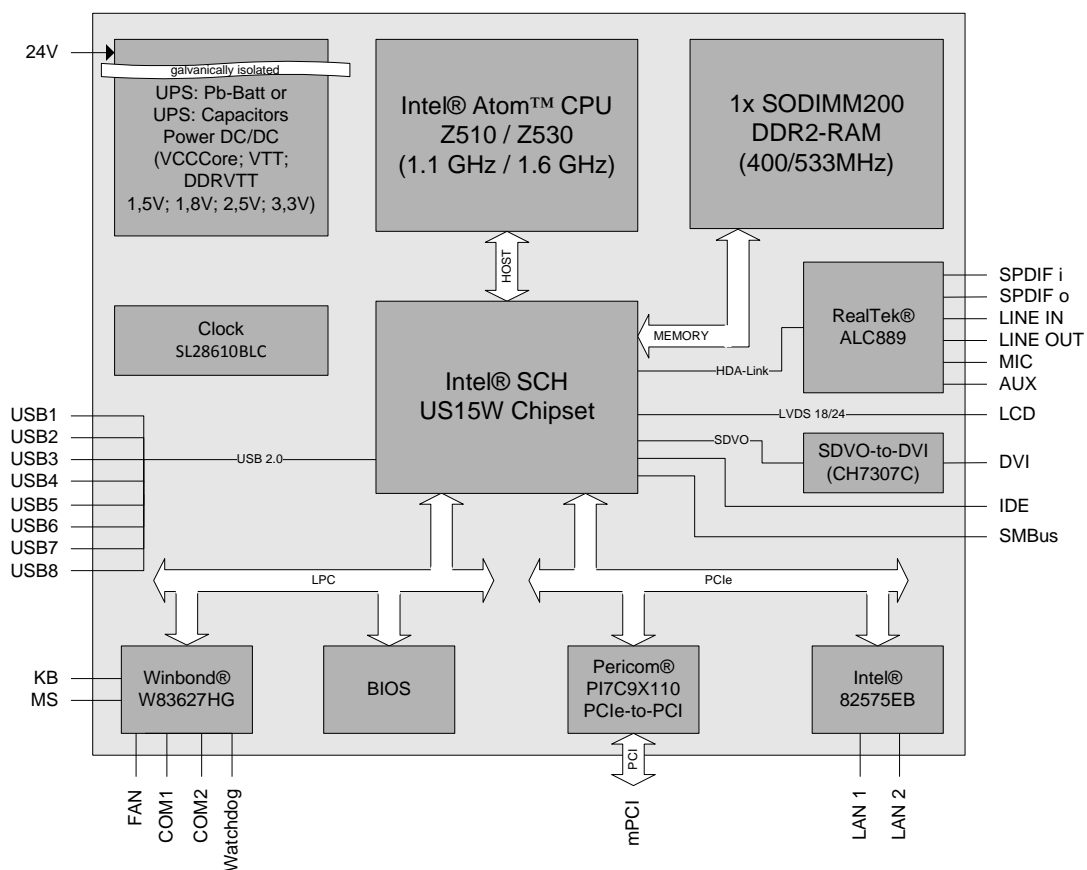 24V
galvanically isolated
UPS: Pb-Batt or
UPS: Capacitors
Power DC/DC
(VCCCore; VTT;
DDRVTT
1,5V; 1,8V; 2,5V; 3,3V)
Intel® Atom™ CPU
Z510 / Z530
(1.1 GHz / 1.6 GHz)
1x SODIMM200
DDR2-RAM
(400/533MHz)
HOST
MEMORY
Clock
SL28610BLC
Intel® SCH
US15W Chipset
RealTek®
ALC889
SPDIF i
SPDIF o
LINE IN
LINE OUT
MIC
AUX
HDA-Link
LVDS 18/24
LCD
SDVO
SDVO-to-DVI
(CH7307C)
DVI
IDE
SMBus
USB1
USB2
USB3
USB4
USB5
USB6
USB7
USB8
USB 2.0
LPC
PCIe
KB
MS
Winbond®
W83627HG
BIOS
Pericom®
PI7C9X110
PCIe-to-PCI
Intel®
82575EB
FAN
COM1
COM2
Watchdog
PCI
mPCI
LAN 1
LAN 2